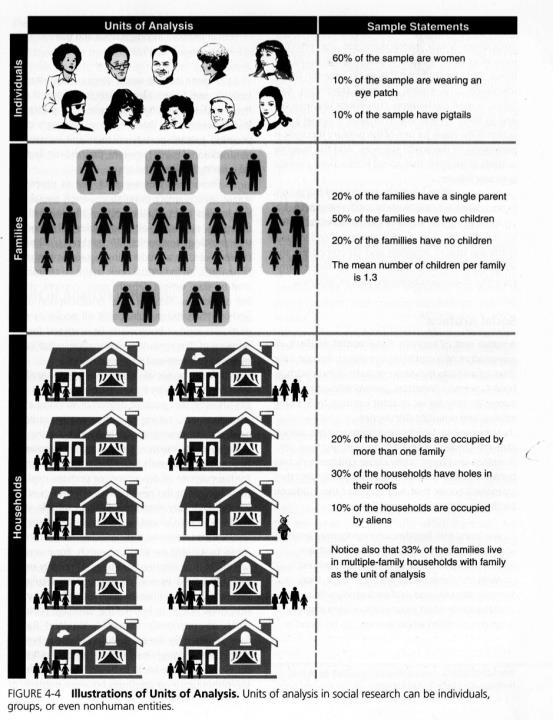 Units of Analysis
Sample Statements
Individuals
60% of the sample are women
10% of the sample are wearing an
eye patch
10% of the sample have pigtails
Families
20% of the families have a single parent
50% of the families have two children
20% of the famillies have no children
The mean number of children per family
is 1.3
Households
20% of the households are occupied by
more than one family
30% of the households have holes in
their roofs
10% of the households are occupied
by aliens
Notice also that 33% of the families live
in multiple-family households with family
as the unit of analysis
FIGURE 4-4 Illustrations of Units of Analysis. Units of analysis in social research can be individuals,
groups, or even nonhuman entities.